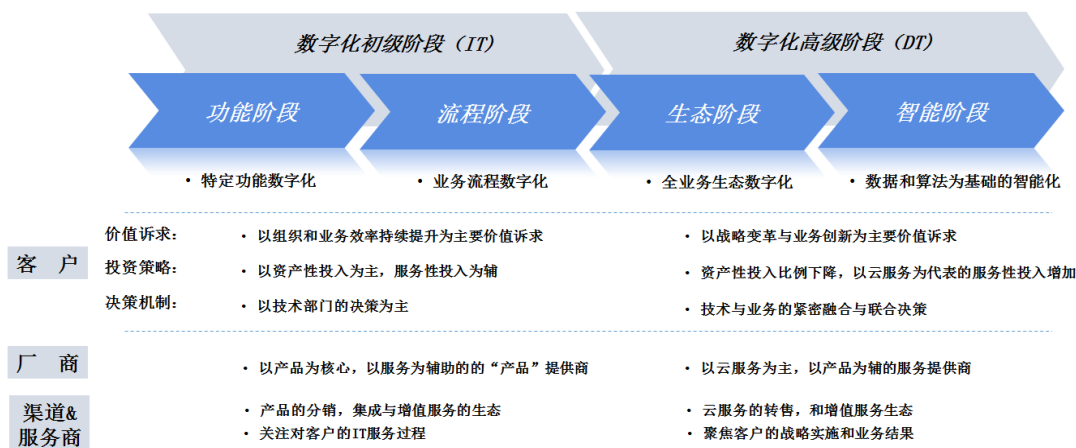 数字化初级阶段（IT)
数字化高级阶段（DT)
功能阶段
流程阶段
生态阶段
智能阶段
• 特定功能数字化
• 业务流程数字化
• 全业务生态数字化
• 数据和算法为基础的智能化
客 户
价值诉求：
• 以组织和业务效率持续提升为主要价值诉求
• 以战略变革与业务创新为主要价值诉求
投资策略：
• 以资产性投入为主，服务性投入为辅
• 资产性投入比例下降，以云服务为代表的服务性投入增加
决策机制：
• 以技术部门的决策为主
• 技术与业务的紧密融合与联合决策
厂 商
• 以产品为核心，以服务为辅助的的“产品”提供商
• 以云服务为主，以产品为辅的服务提供商
渠道&
服务商
• 产品的分销，集成与增值服务的生态
• 关注对客户的IT服务过程
• 云服务的转售，和增值服务生态
• 聚焦客户的战略实施和业务结果